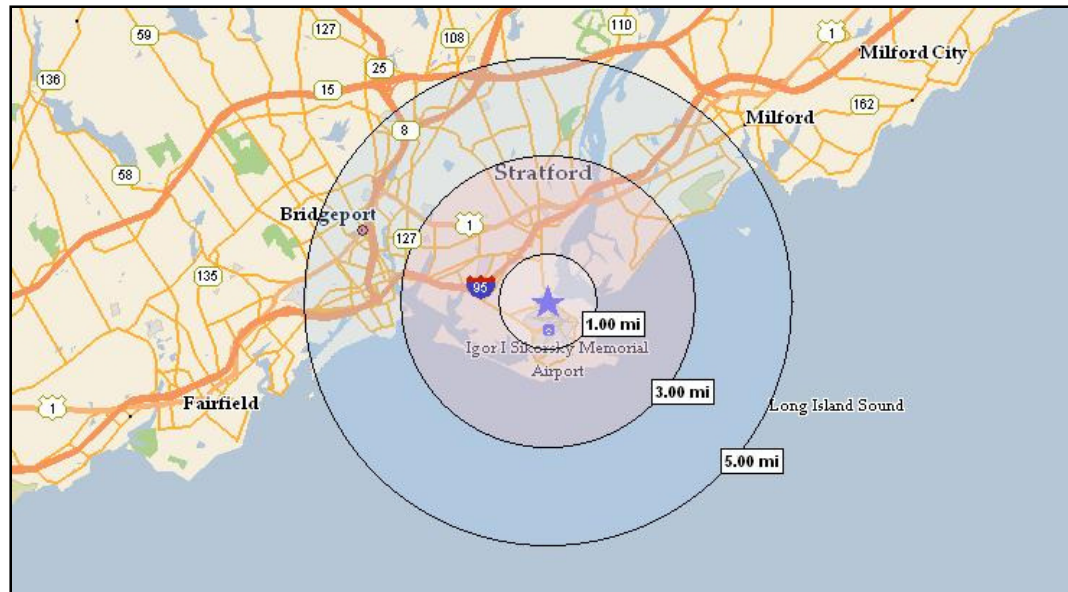 59
127
110
108
1
Milford City
136
25
15
162
8
Milford
58
Stratford
Bridgeport
1
127
135
95
1.00 mi
Igor I Sikorsky Memorial
Airport
3.00 mi
1
Fairfield
Long Island Sound
5.00 mi